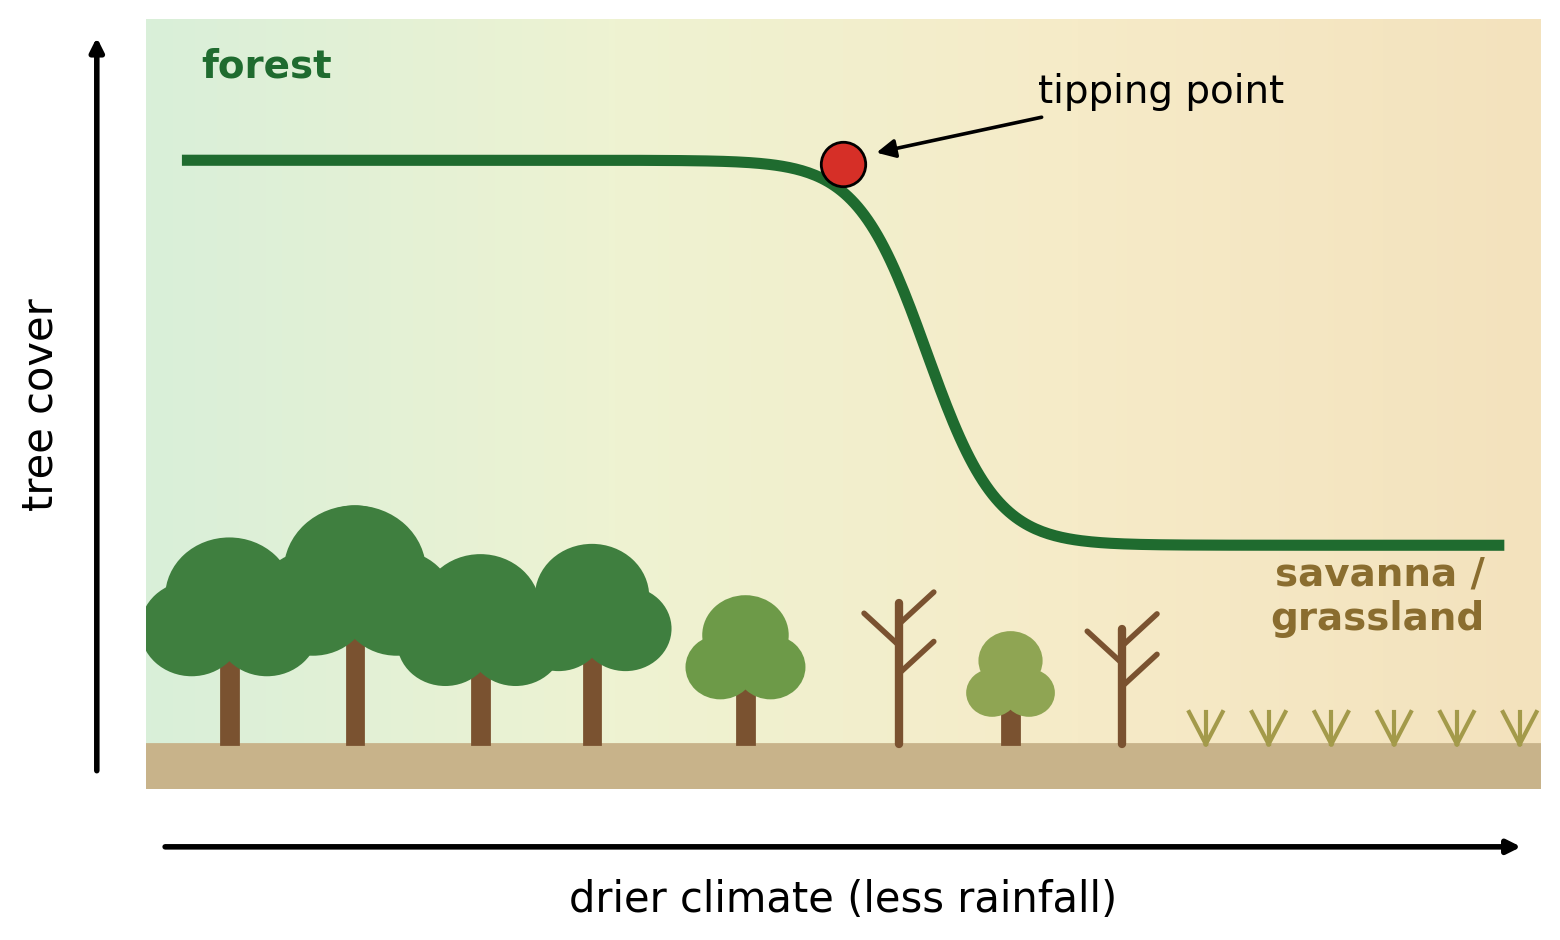 forest
tipping point
tree cover
savanna /
grassland
drier climate (less rainfall)